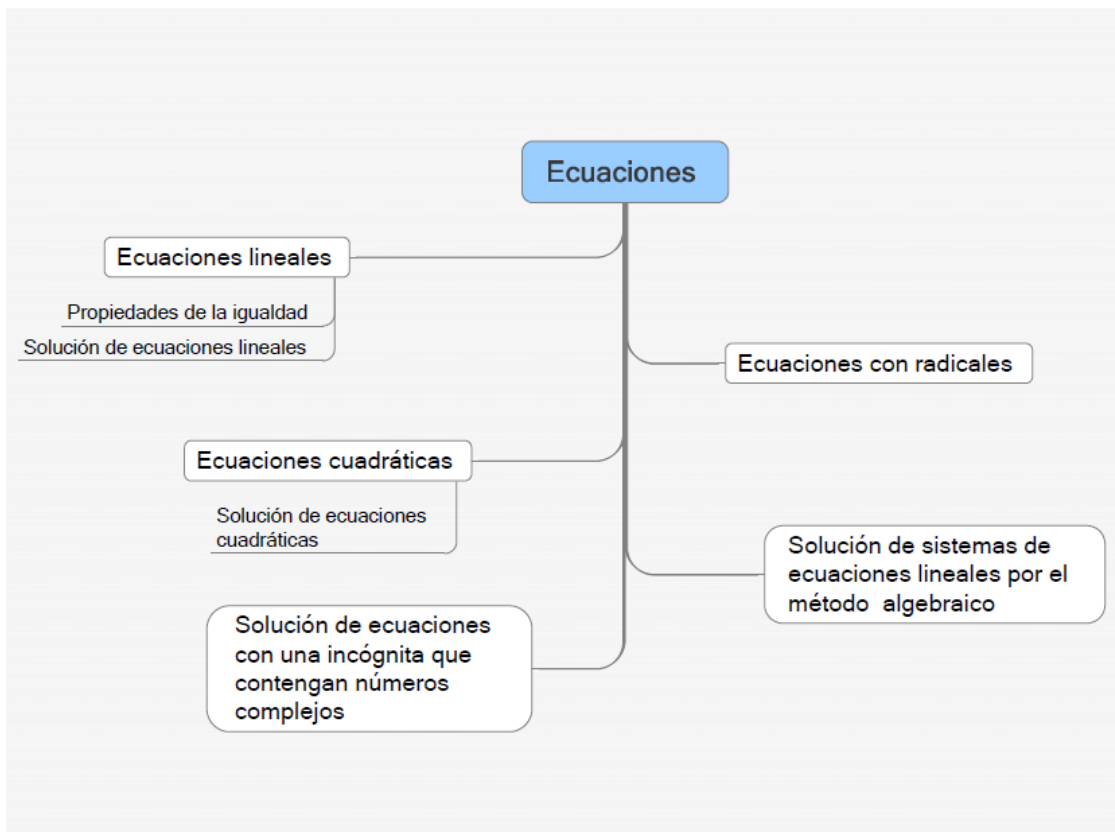 Ecuaciones
Ecuaciones lineales
Propiedades de la igualdad
Solución de ecuaciones lineales
Ecuaciones con radicales
Ecuaciones cuadráticas
Solución de ecuaciones
cuadráticas
Solución de sistemas de
ecuaciones lineales por el
método algebraico
Solución de ecuaciones
con una incógnita que
contengan números
complejos